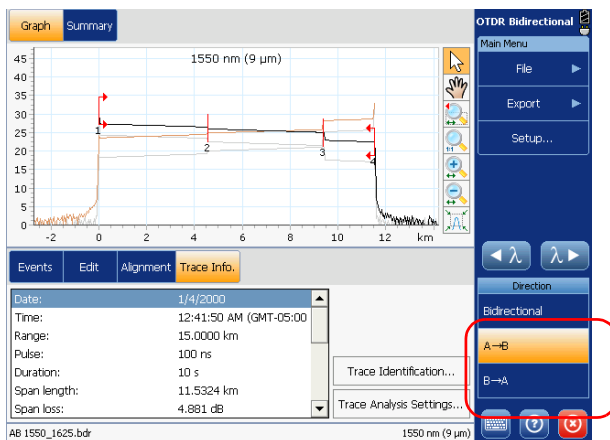 Graph Summary
OTDR Bidirectional
Main Menu
File
Export
Setup...
1550 nm (9 µm)
45
40
35
30
25
20
15
10
5
0
1
2
3
4
-2 0 2 4 6 8 10 12 km
1:1
λ λ
Events Edit Alignment Trace Info.
Direction
Bidirectional
A→B
B→A
Date: 1/4/2000
Time: 12:41:50 AM (GMT-05:00
Range: 15.0000 km
Pulse: 100 ns
Duration: 10 s
Span length: 11.5324 km
Span loss: 4.881 dB
Trace Identification...
Trace Analysis Settings...
AB 1550_1625.bdr
1550 nm (9 µm)